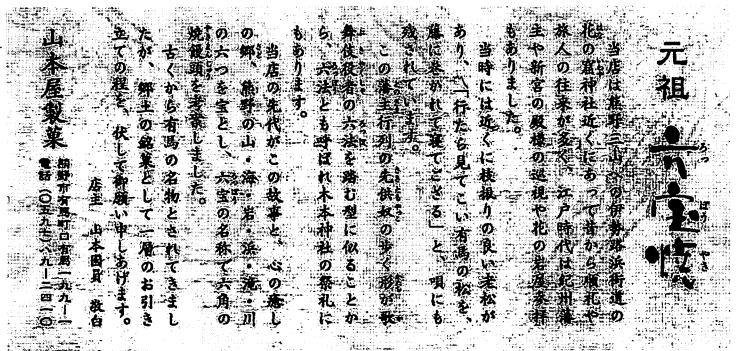 元祖 六宝焼
ろっぽうやき
当店は熊野三山への伊勢路浜街道の
花の窟神社近くにあって昔から順礼や
旅人の往来が多く、江戸時代は紀州藩
主や新宮の殿様の巡視や花の岩屋参拝
もありました。
当時には近くに枝振りの良い老松が
あり、「行たら見てこい有馬の松を、
藤に巻かれて寝てござる」と、唄にも
残されています。
この藩主行列の先供奴の歩く形が歌
舞伎役者の六法を踏む型に似ることか
ら、六法とも呼ばれ木本神社の祭礼に
もあります。
当店の先代がこの故事と、心の癒し
の郷、熊野の山・海・岩・浜・滝・川
の六つを宝とし、六宝の名称で六角の
焼饅頭を考案しました。
古くから有馬の名物とされてきまし
たが、郷土の銘菓として一層のお引き
立ての程を、伏して御願い申しあげます。
店主 山本 敬白
山本屋製菓
熊野市有馬町口有馬一九九‐一
電話(〇五九七)八九‐二四一〇